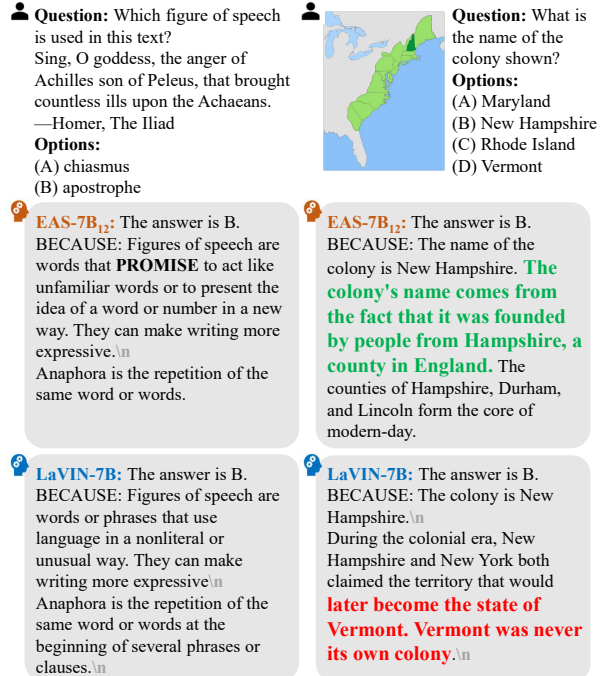 Question: Which figure of speech
is used in this text?
Sing, O goddess, the anger of
Achilles son of Peleus, that brought
countless ills upon the Achaeans.
—Homer, The Iliad
Options:
(A) chiasmus
(B) apostrophe
Question: What is
the name of the
colony shown?
Options:
(A) Maryland
(B) New Hampshire
(C) Rhode Island
(D) Vermont
EAS-7B12: The answer is B.
BECAUSE: Figures of speech are
words that PROMISE to act like
unfamiliar words or to present the
idea of a word or number in a new
way. They can make writing more
expressive.\n
Anaphora is the repetition of the
same word or words.
EAS-7B12: The answer is B.
BECAUSE: The name of the
colony is New Hampshire. The
colony's name comes from
the fact that it was founded
by people from Hampshire, a
county in England. The
counties of Hampshire, Durham,
and Lincoln form the core of
modern-day.
LaVIN-7B: The answer is B.
BECAUSE: Figures of speech are
words or phrases that use
language in a nonliteral or
unusual way. They can make
writing more expressive\n
Anaphora is the repetition of the
same word or words at the
beginning of several phrases or
clauses.\n
LaVIN-7B: The answer is B.
BECAUSE: The colony is New
Hampshire.\n
During the colonial era, New
Hampshire and New York both
claimed the territory that would
later become the state of
Vermont. Vermont was never
its own colony.\n